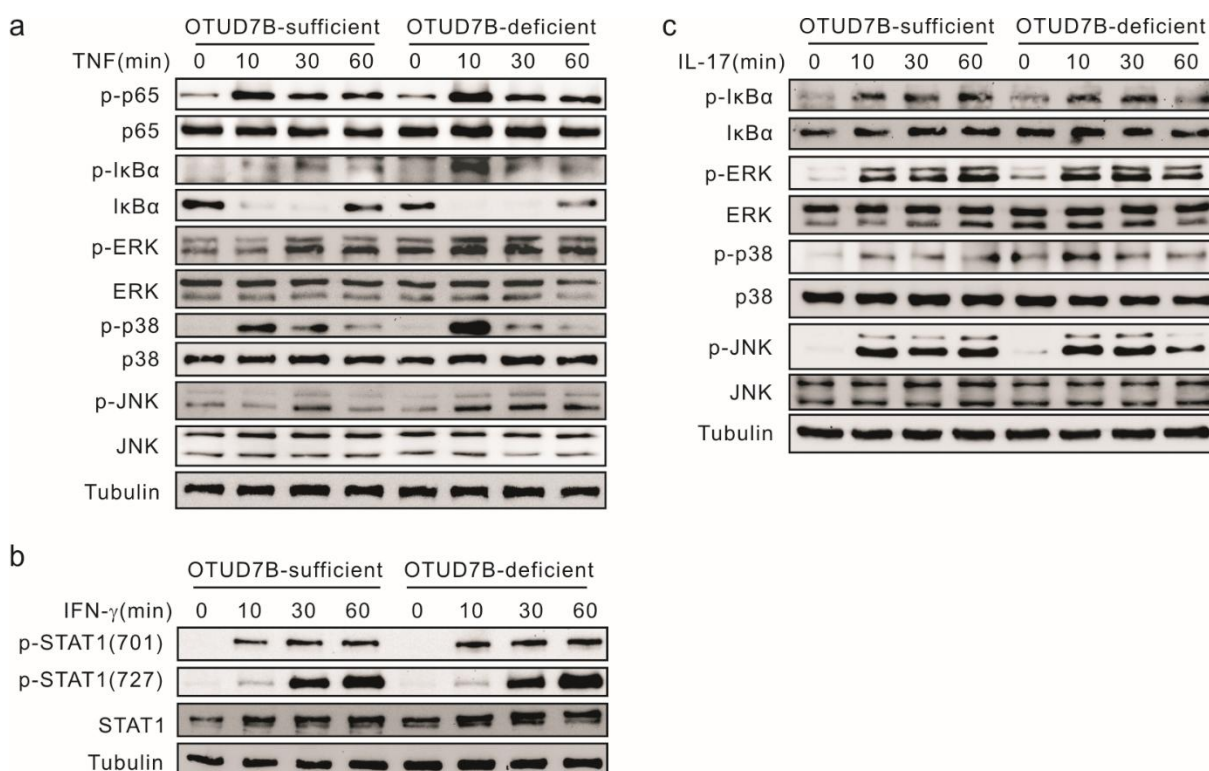 a
OTUD7B-sufficient OTUD7B-deficient
TNF(min) 0 10 30 60 0 10 30 60
p-p65
p65
p-IκBα
IκBα
p-ERK
ERK
p-p38
p38
p-JNK
JNK
Tubulin
b
OTUD7B-sufficient OTUD7B-deficient
IFN-γ(min) 0 10 30 60 0 10 30 60
p-STAT1(701)
p-STAT1(727)
STAT1
Tubulin
c
OTUD7B-sufficient OTUD7B-deficient
IL-17(min) 0 10 30 60 0 10 30 60
p-IκBα
IκBα
p-ERK
ERK
p-p38
p38
p-JNK
JNK
Tubulin